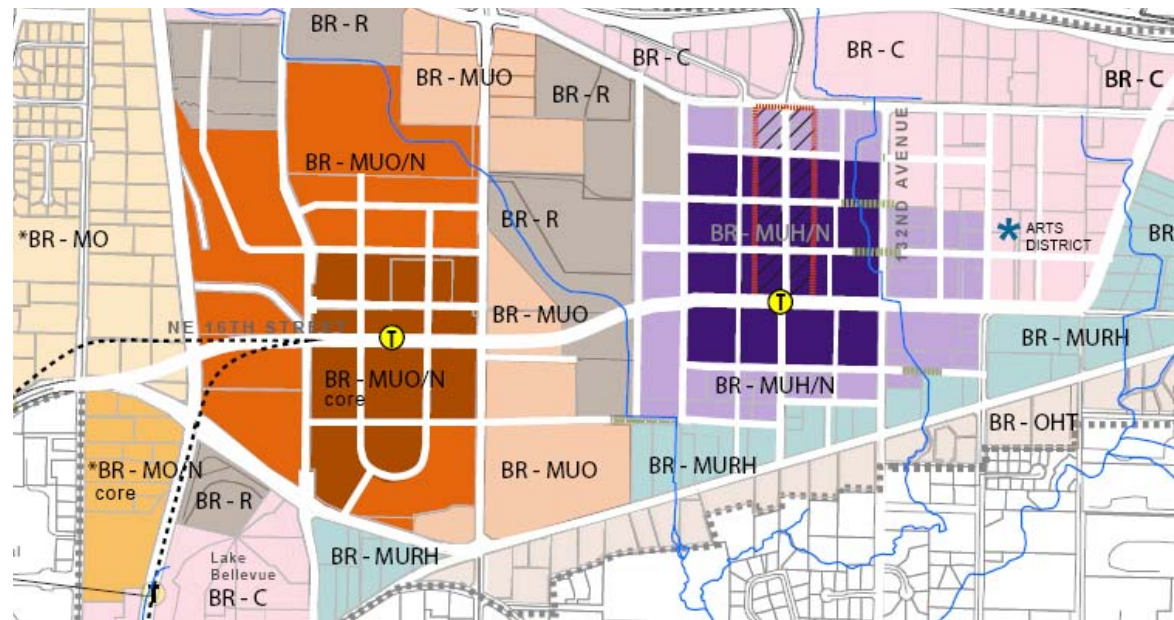 BR - R
BR - MUO
BR - C
BR - C
BR - C
BR - R
BR - MUO/N
132ND AVENUE
BR - R
*BR - MO
BR - MUH/N
*
ARTS
DISTRICT
BR
T
NE 16TH STREET
BR - MUO
T
BR - MURH
BR - MUO/N
core
BR - MUH/N
BR - OHT
*BR - MO/N
core
BR - R
BR - MUO
BR - MURH
BR - MURH
Lake
Bellevue
BR - C
T